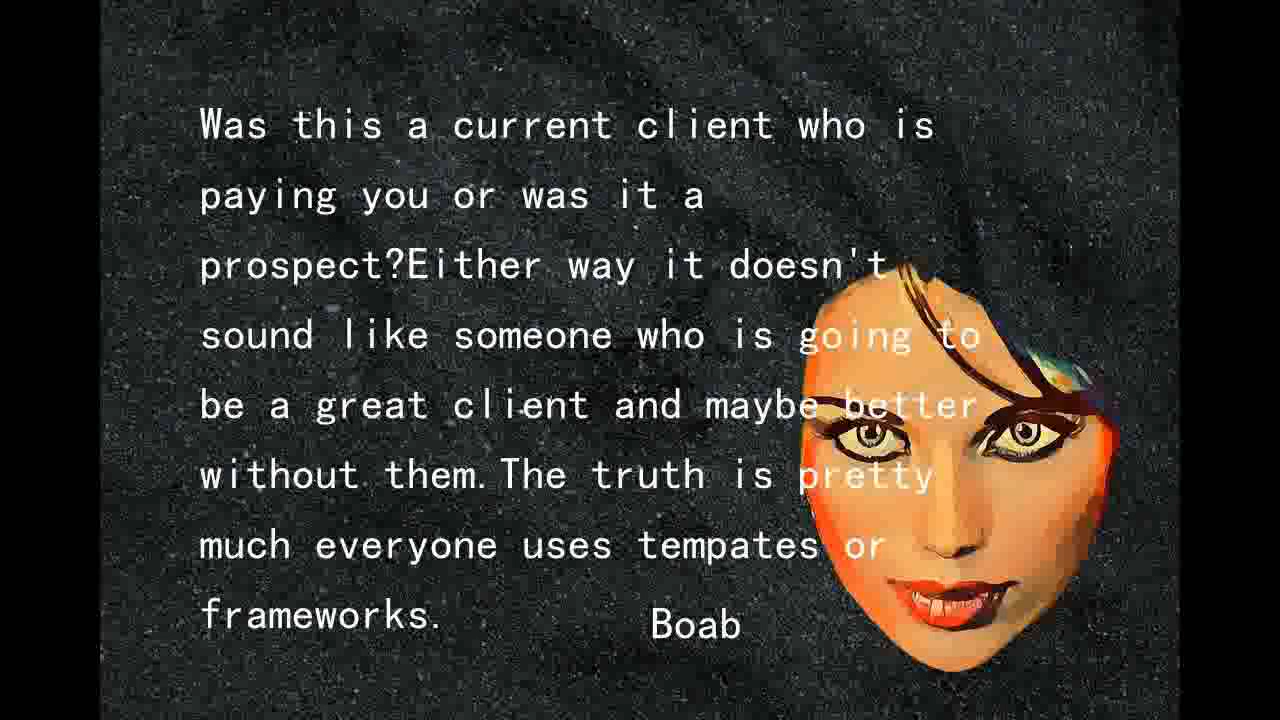 Was this a current client who is
paying you or was it a
prospect?Either way it doesn't
sound like someone who is going to
be a great client and maybe better
without them.The truth is pretty
much everyone uses tempates or
frameworks.
Boab